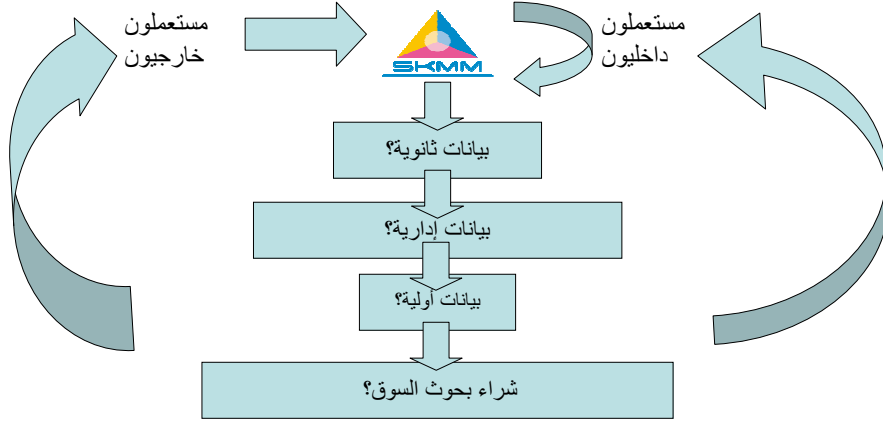 مستعملون
خارجيون
SKMM
مستعملون
داخليون
بيانات ثانوية؟
بيانات إدارية؟
بيانات أولية؟
شراء بحوث السوق؟